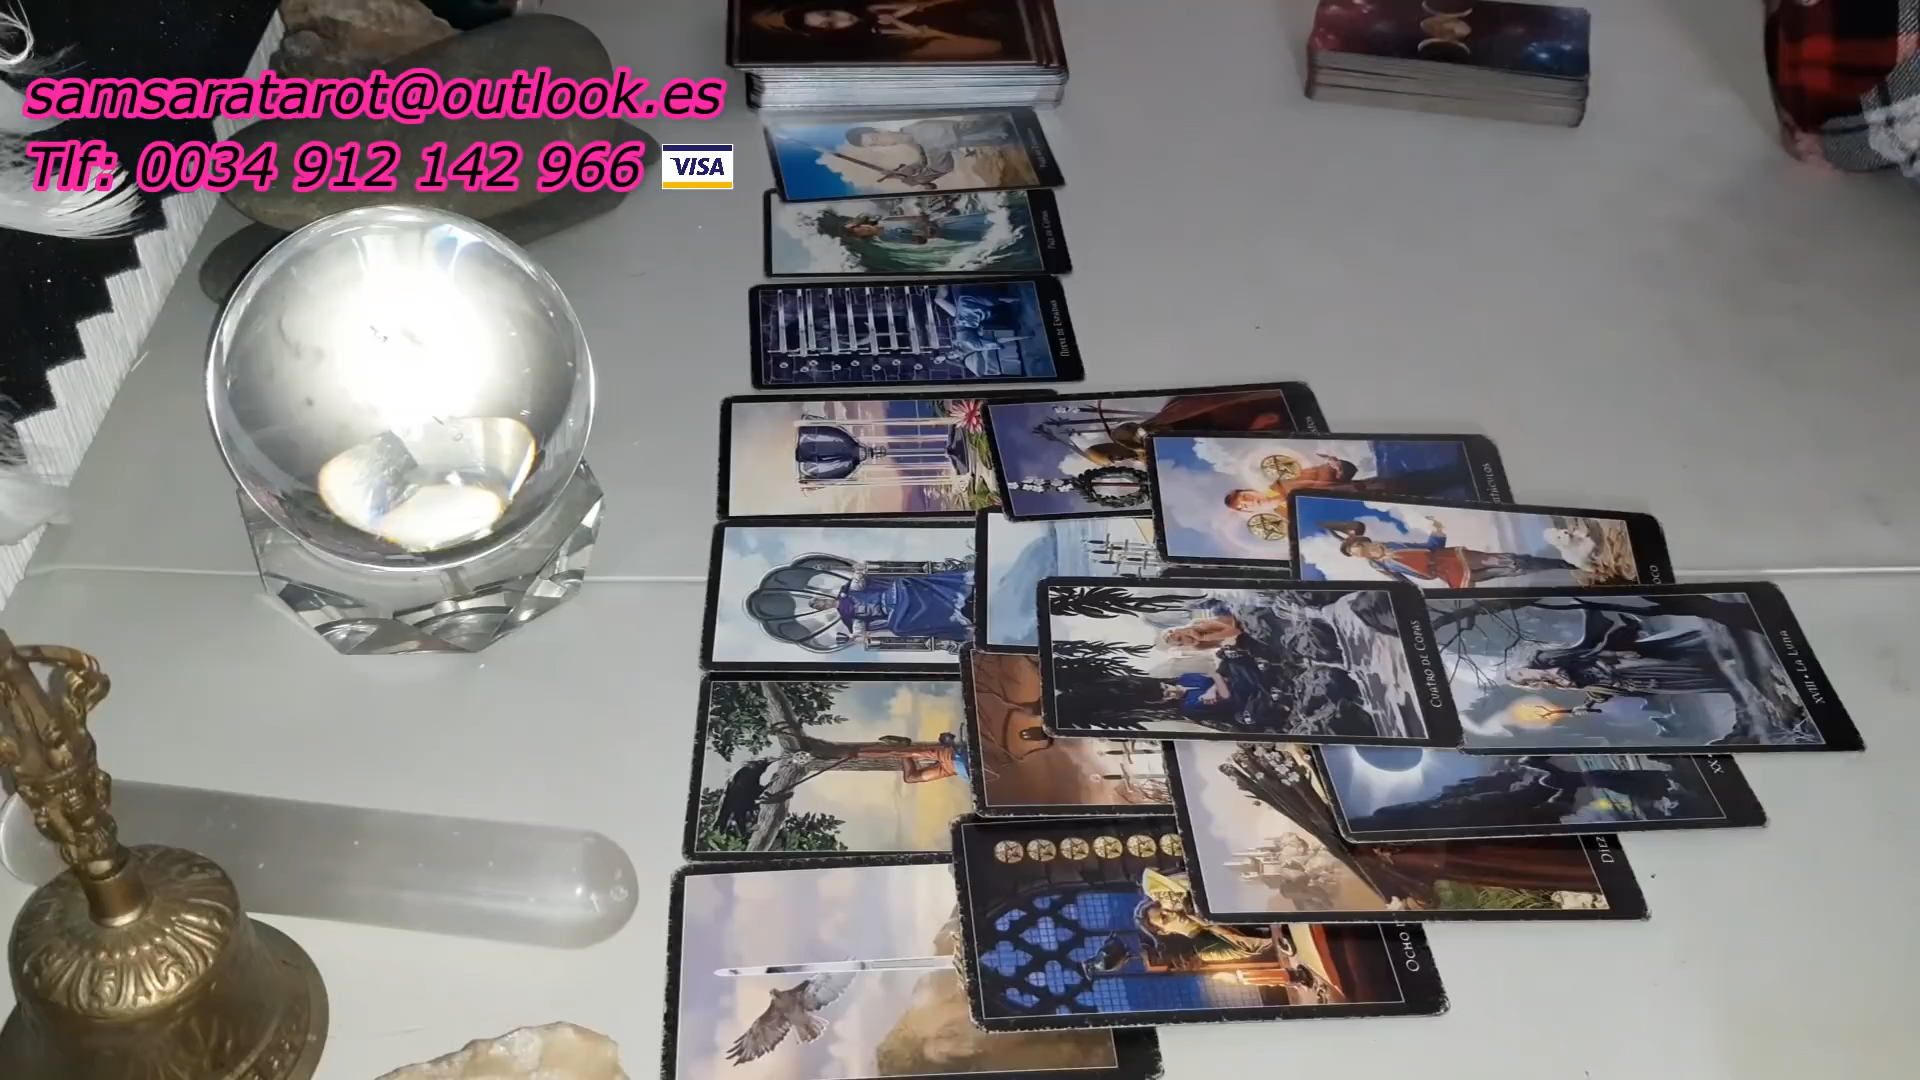 samsaratarot@outlook.es
Tlf: 0034 912 142 966 VISA
Paje de Copas
Nueve de Espadas
Cuatro de Copas
XVIII • La Luna
Ocho